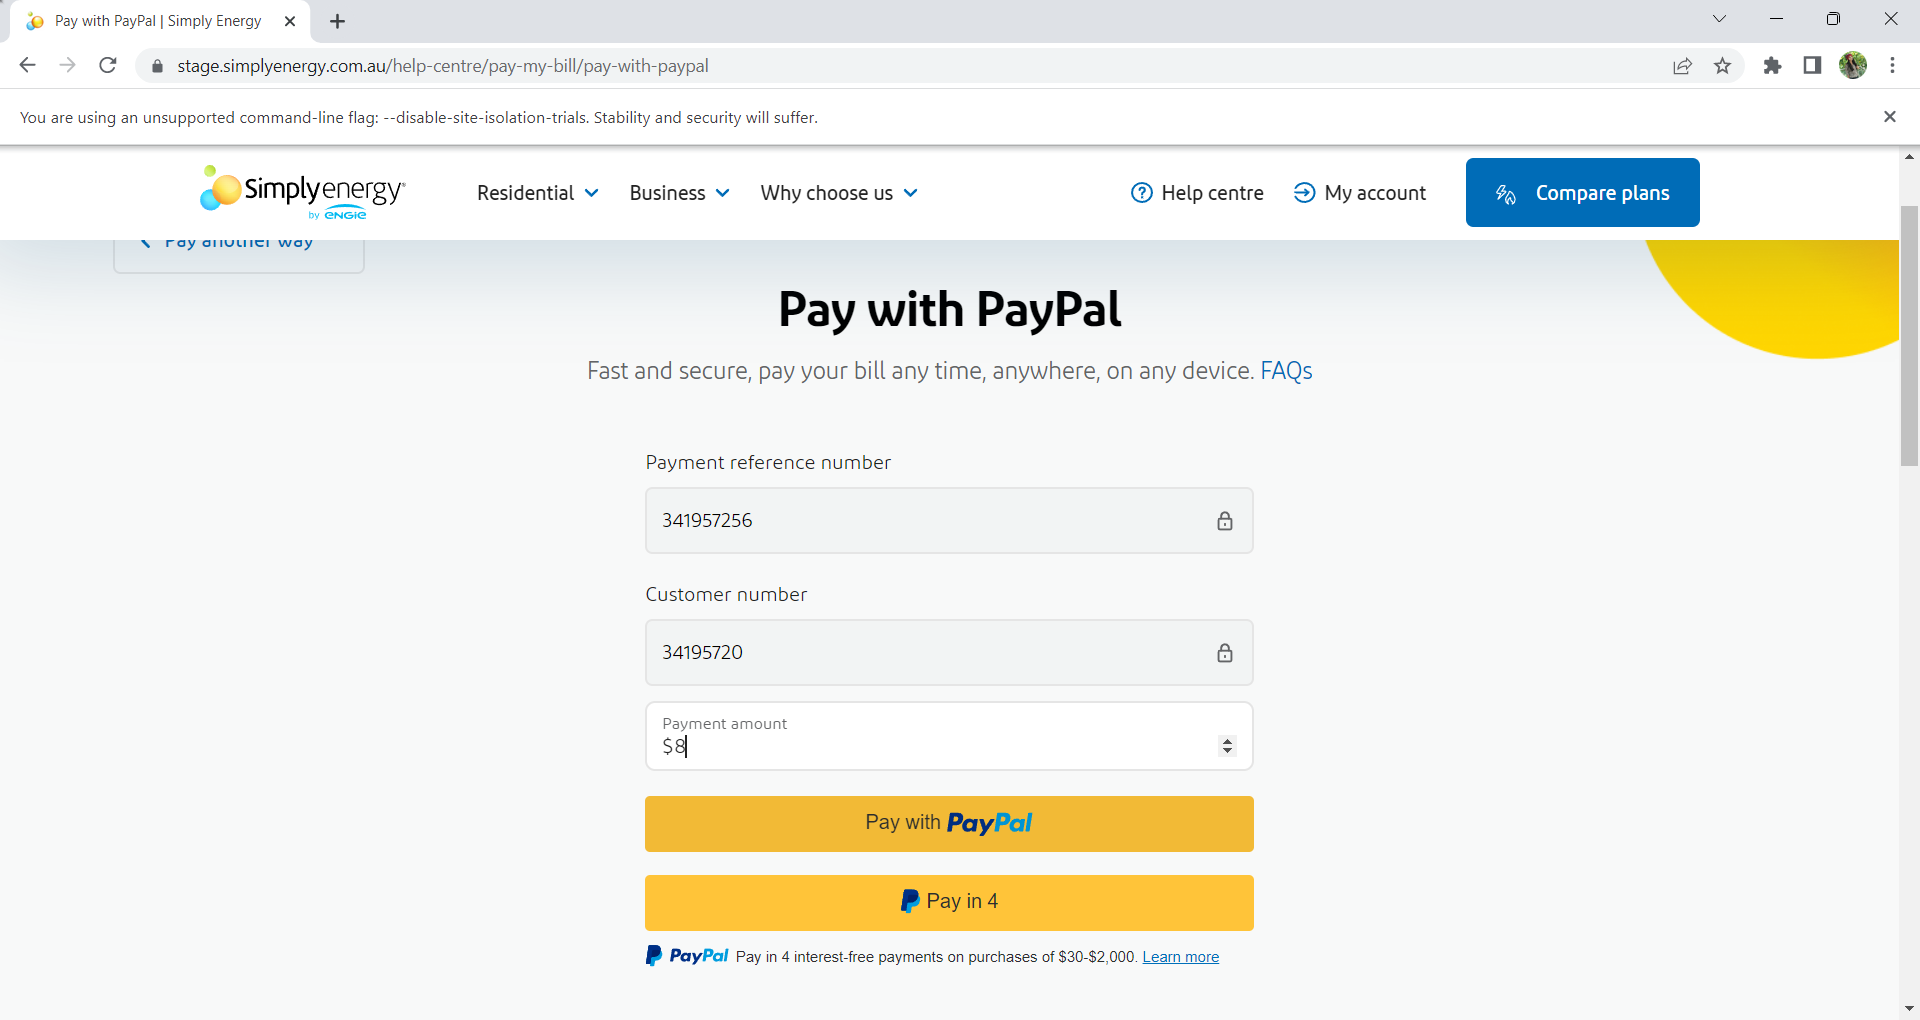 Pay with PayPal | Simply Energy
stage.simplyenergy.com.au/help-centre/pay-my-bill/pay-with-paypal
You are using an unsupported command-line flag: --disable-site-isolation-trials. Stability and security will suffer.
Simplyenergy®
by ENGIE
Residential
Business
Why choose us
Help centre
My account
Compare plans
Pay another way
Pay with PayPal
Fast and secure, pay your bill any time, anywhere, on any device. FAQs
Payment reference number
341957256
Customer number
34195720
Payment amount
$8
Pay with PayPal
Pay in 4
PayPal Pay in 4 interest-free payments on purchases of $30-$2,000. Learn more